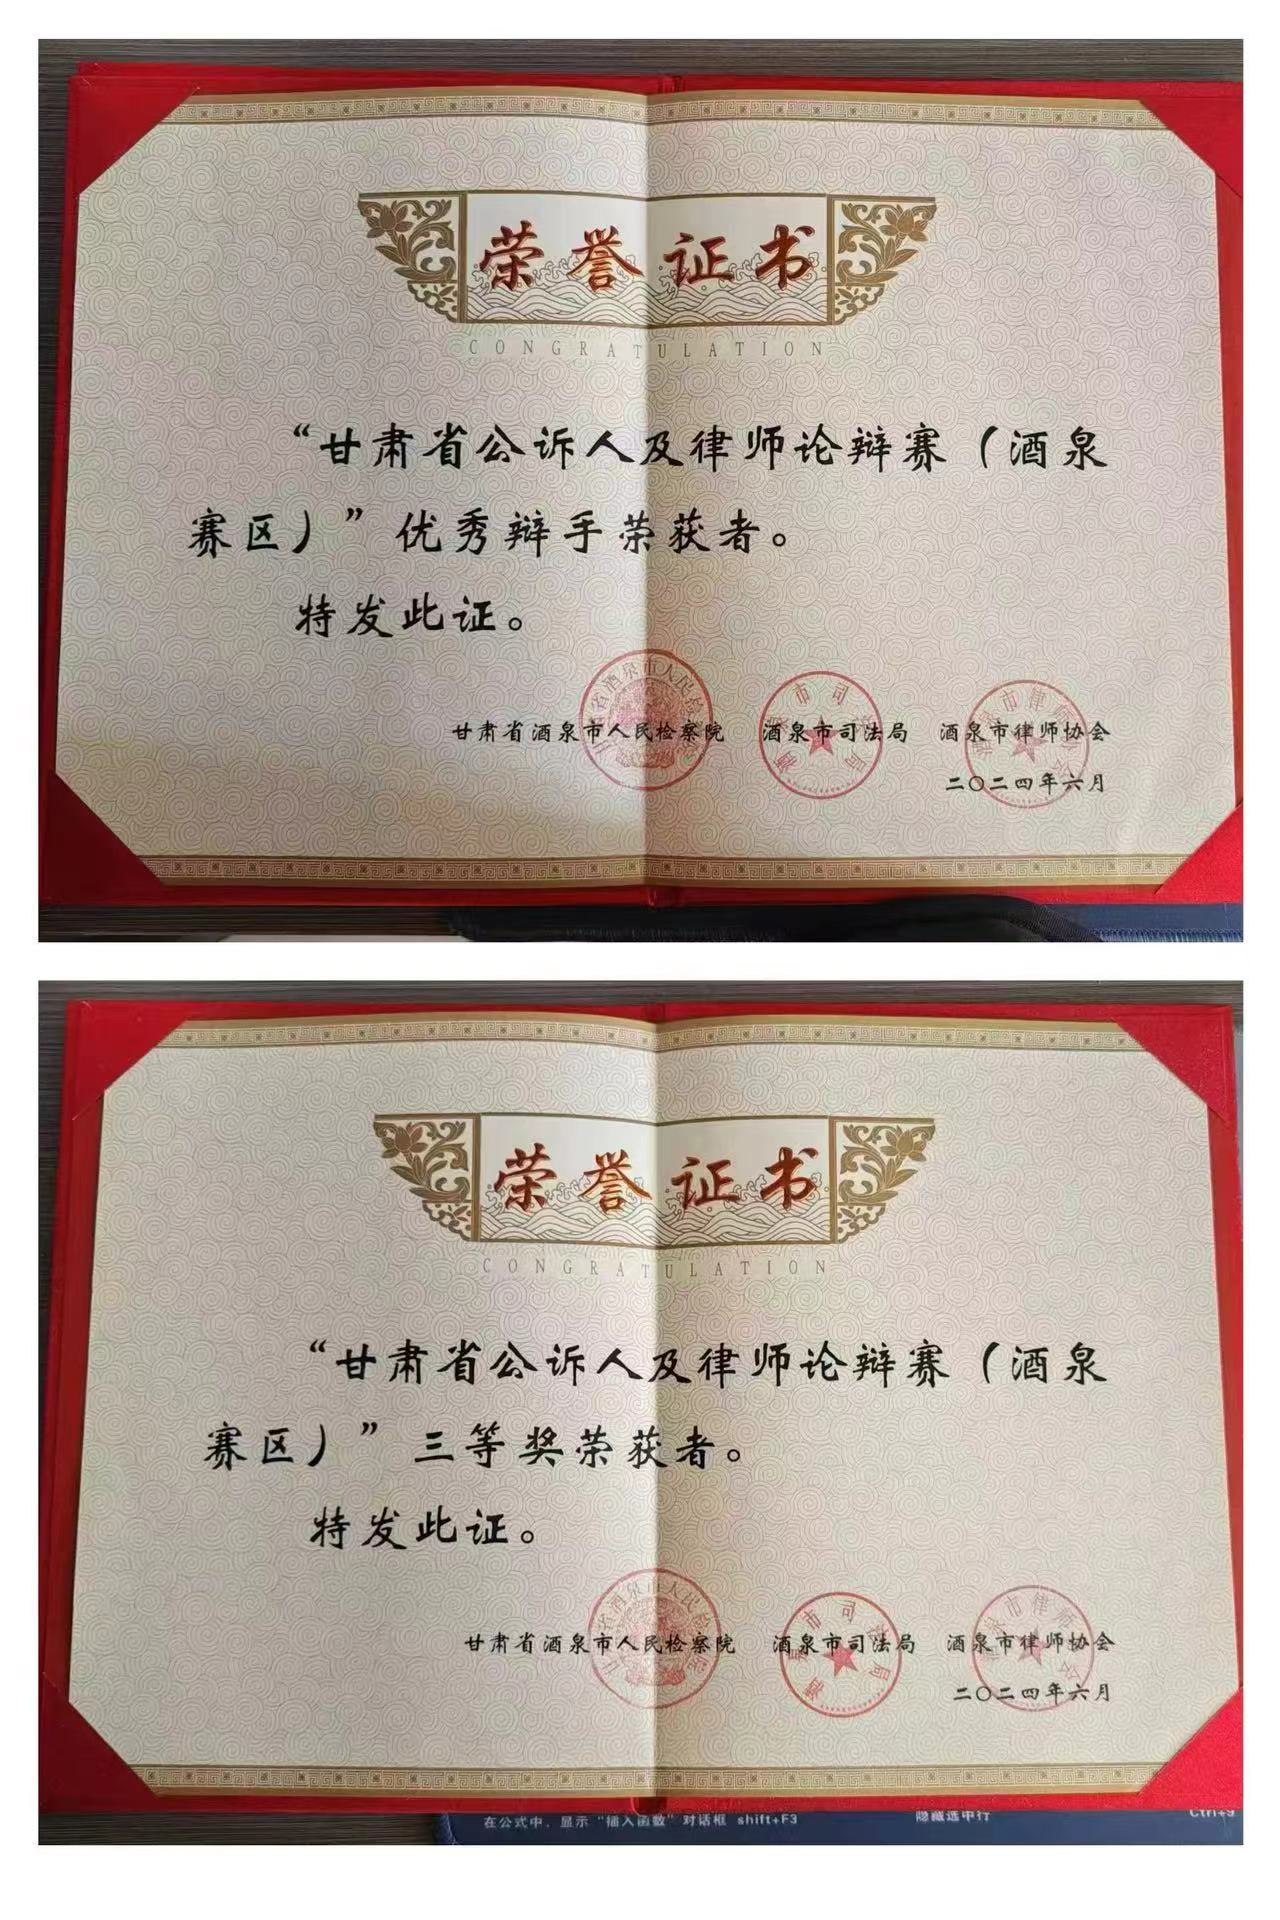 荣誉证书
CONGRATULATION
“甘肃省公诉人及律师论辩赛（酒泉
赛区）”优秀辩手荣获者。
特发此证。
甘肃省酒泉市人民检察院 酒泉市司法局 酒泉市律师协会
二〇二四年六月
荣誉证书
CONGRATULATION
“甘肃省公诉人及律师论辩赛（酒泉
赛区）”三等奖荣获者。
特发此证。
甘肃省酒泉市人民检察院 酒泉市司法局 酒泉市律师协会
二〇二四年六月
在公式中，显示“插入函数”对话框 shift+F3 隐藏选中行 Ctrl+9